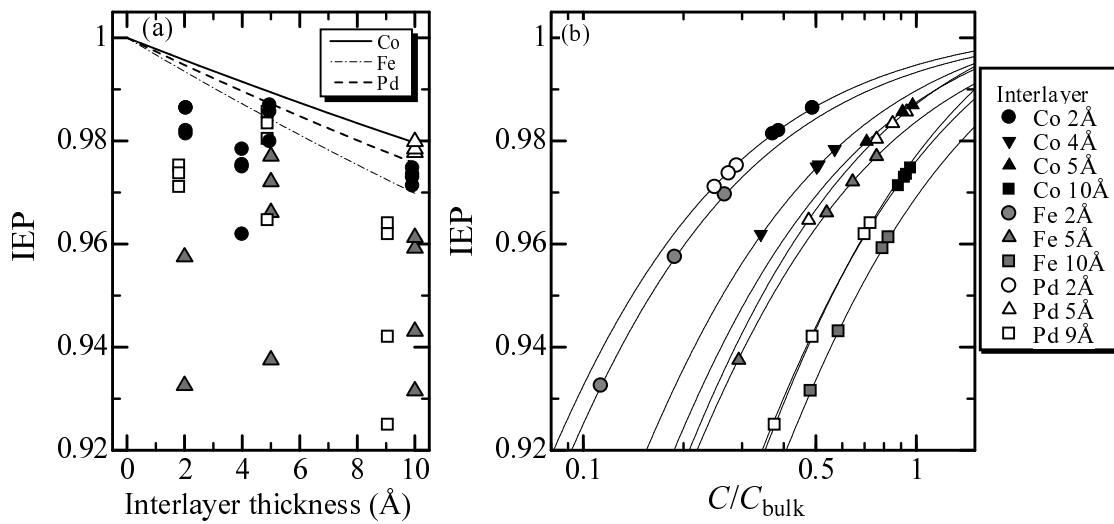 (a)
1
0.98
0.96
0.94
0.92
IEP
0 2 4 6 8 10
Interlayer thickness (Å)
Co
Fe
Pd
(b)
1
0.98
0.96
0.94
0.92
IEP
0.1 0.5 1
C/Cbulk
Interlayer
Co 2Å
Co 4Å
Co 5Å
Co 10Å
Fe 2Å
Fe 5Å
Fe 10Å
Pd 2Å
Pd 5Å
Pd 9Å